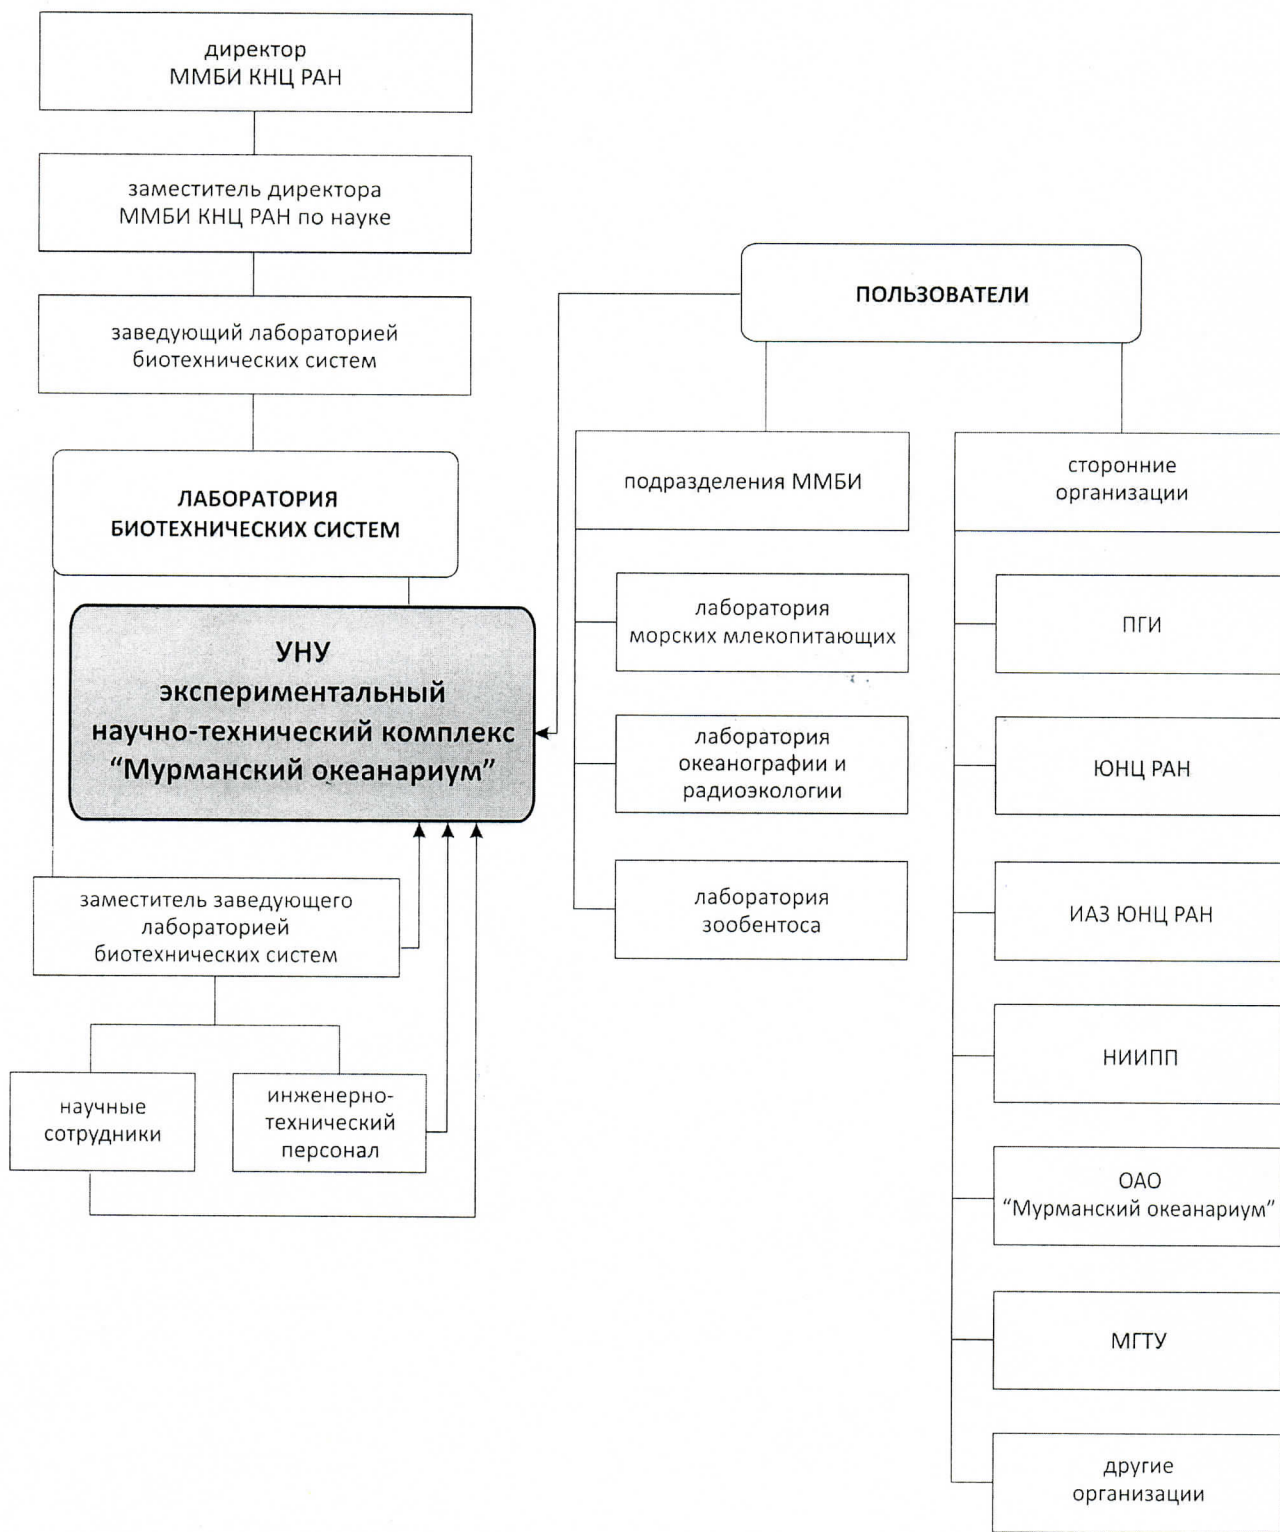 директор
ММБИ КНЦ РАН
заместитель директора
ММБИ КНЦ РАН по науке
заведующий лабораторией
биотехнических систем
ЛАБОРАТОРИЯ
БИОТЕХНИЧЕСКИХ СИСТЕМ
УНУ
экспериментальный
научно-технический комплекс
“Мурманский океанариум”
заместитель заведующего
лабораторией
биотехнических систем
научные
сотрудники
инженерно-
технический
персонал
ПОЛЬЗОВАТЕЛИ
подразделения ММБИ
лаборатория
морских млекопитающих
лаборатория
океанографии и
радиоэкологии
лаборатория
зообентоса
сторонние
организации
ПГИ
ЮНЦ РАН
ИАЗ ЮНЦ РАН
НИИПП
ОАО
“Мурманский океанариум”
МГТУ
другие
организации